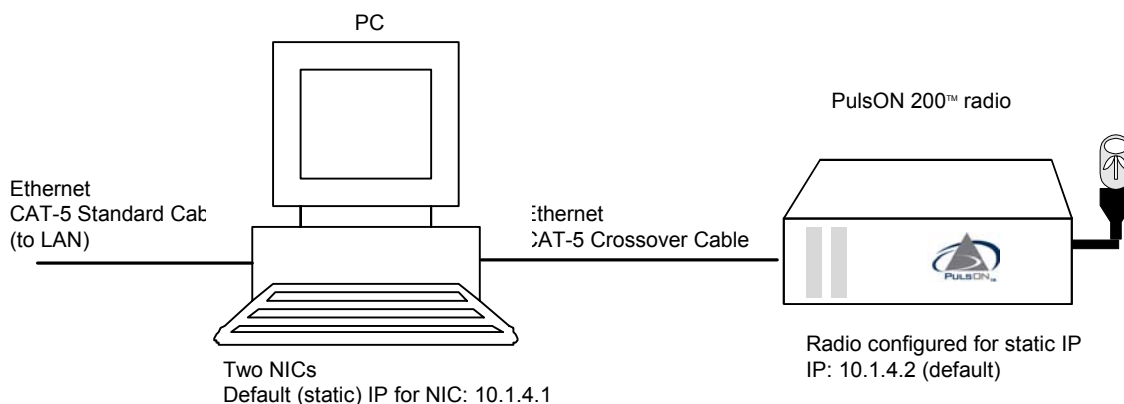 PC
PulsON 200™ radio
Ethernet
CAT-5 Standard Cab
(to LAN)
Ethernet
CAT-5 Crossover Cable
PULSON
Two NICs
Default (static) IP for NIC: 10.1.4.1
Radio configured for static IP
IP: 10.1.4.2 (default)